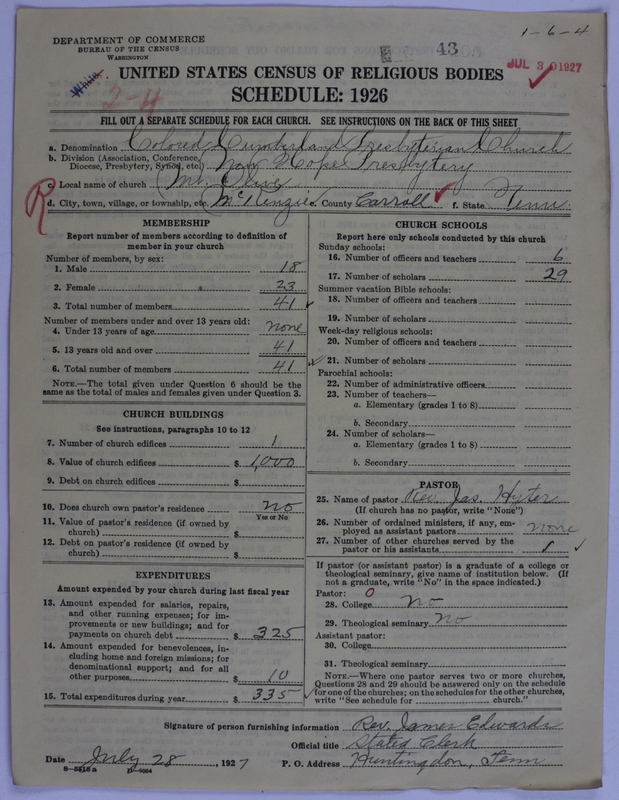 1-6-4
DEPARTMENT OF COMMERCE
BUREAU OF THE CENSUS
WASHINGTON
43
JUL 30 1927
White
2-4
UNITED STATES CENSUS OF RELIGIOUS BODIES
SCHEDULE: 1926
FILL OUT A SEPARATE SCHEDULE FOR EACH CHURCH. SEE INSTRUCTIONS ON THE BACK OF THIS SHEET
a. Denomination Colored Cumberland Presbyterian Church
b. Division (Association, Conference, Diocese, Presbytery, Synod, etc.) New Hope Presbytery
c. Local name of church Mt. Olive
R
d. City, town, village, or township, etc. McKenzie e. County Carroll f. State Tenn
MEMBERSHIP
Report number of members according to definition of
member in your church
Number of members, by sex:
1. Male 18
2. Female 23
3. Total number of members 41
Number of members under and over 13 years old:
4. Under 13 years of age none
5. 13 years old and over 41
6. Total number of members 41
NOTE.—The total given under Question 6 should be the
same as the total of males and females given under Question 3.
CHURCH BUILDINGS
See instructions, paragraphs 10 to 12
7. Number of church edifices 1
8. Value of church edifices $ 1,000
9. Debt on church edifices $
10. Does church own pastor's residence no
Yes or No
11. Value of pastor's residence (if owned by
church) $
12. Debt on pastor's residence (if owned by
church) $
EXPENDITURES
Amount expended by your church during last fiscal year
13. Amount expended for salaries, repairs,
and other running expenses; for im-
provements or new buildings; and for
payments on church debt $ 325
14. Amount expended for benevolences, in-
cluding home and foreign missions; for
denominational support; and for all
other purposes $ 10
15. Total expenditures during year $ 335
CHURCH SCHOOLS
Report here only schools conducted by this church
Sunday schools:
16. Number of officers and teachers 6
17. Number of scholars 29
Summer vacation Bible schools:
18. Number of officers and teachers
19. Number of scholars
Week-day religious schools:
20. Number of officers and teachers
21. Number of scholars
Parochial schools:
22. Number of administrative officers
23. Number of teachers—
a. Elementary (grades 1 to 8)
b. Secondary
24. Number of scholars—
a. Elementary (grades 1 to 8)
b. Secondary
PASTOR
25. Name of pastor Rev. Jas. Hyter
(If church has no pastor, write "None")
26. Number of ordained ministers, if any, em-
ployed as assistant pastors none
27. Number of other churches served by the
pastor or his assistants 1
If pastor (or assistant pastor) is a graduate of a college or
theological seminary, give name of institution below. (If
not a graduate, write "No" in the space indicated.)
Pastor: 0
28. College no
29. Theological seminary no
Assistant pastor:
30. College
31. Theological seminary
NOTE.—Where one pastor serves two or more churches,
Questions 28 and 29 should be answered only on the schedule
for one of the churches; on the schedules for the other churches,
write "See schedule for church."
Signature of person furnishing information Rev. James Edwards
Official title Stated Clerk
Date July 28, 1927 P. O. Address Huntingdon, Tenn